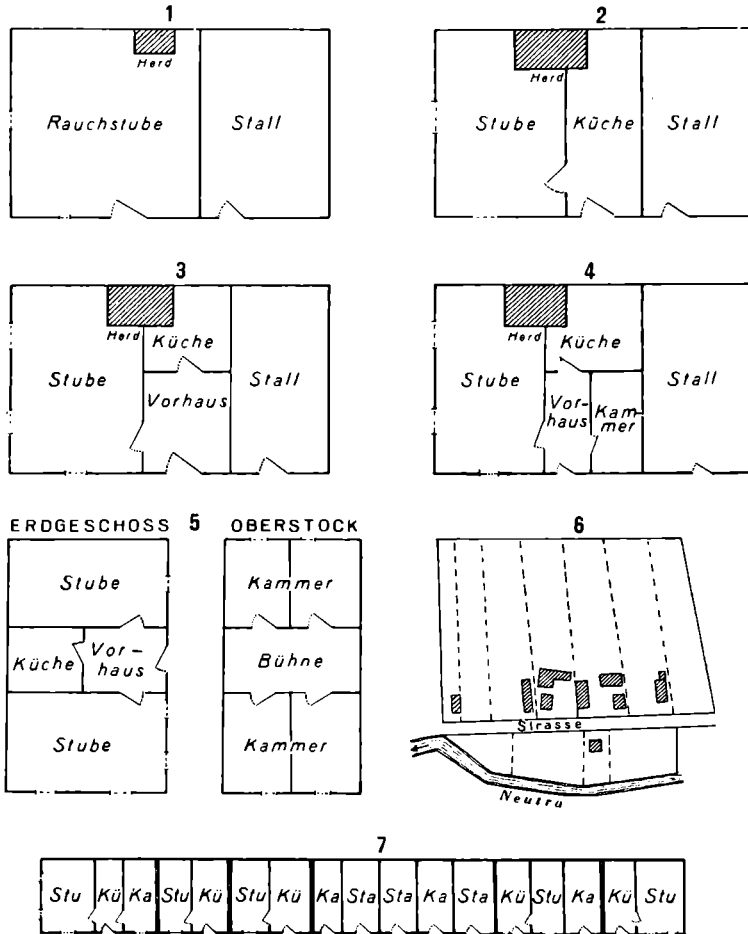 1
Herd
Rauchstube
Stall
2
Herd
Stube
Küche
Stall
3
Herd
Küche
Stube
Stall
Vorhaus
4
Herd
Küche
Stube
Stall
Vor-
haus
Kam
mer
ERDGESCHOSS 5 OBERSTOCK
Stube
Küche
Vor-
haus
Stube
Kammer
Bühne
Kammer
6
Strasse
Neutra
7
Stu Kü Ka Stu Kü Stu Kü Ka Sta Sta Ka Sta Kü Stu Ka Kü Stu